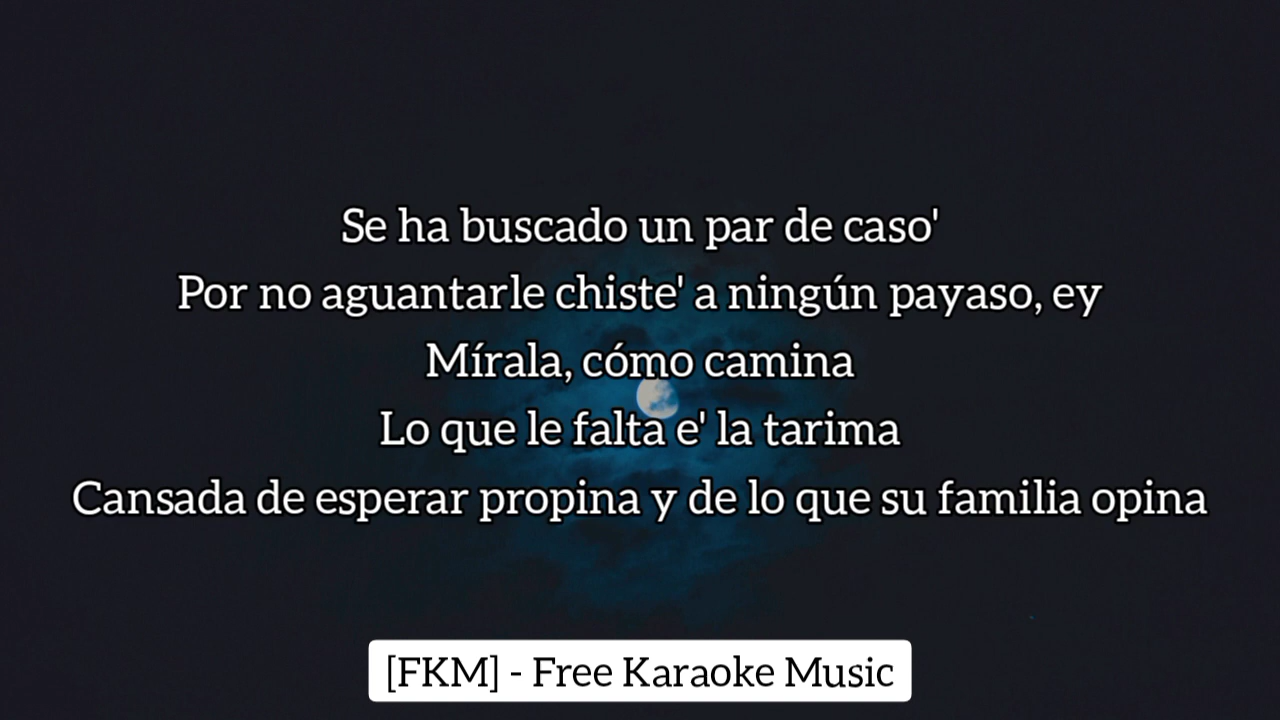 Se ha buscado un par de caso'
Por no aguantarle chiste' a ningún payaso, ey
Mírala, cómo camina
Lo que le falta e' la tarima
Cansada de esperar propina y de lo que su familia opina
[FKM] - Free Karaoke Music